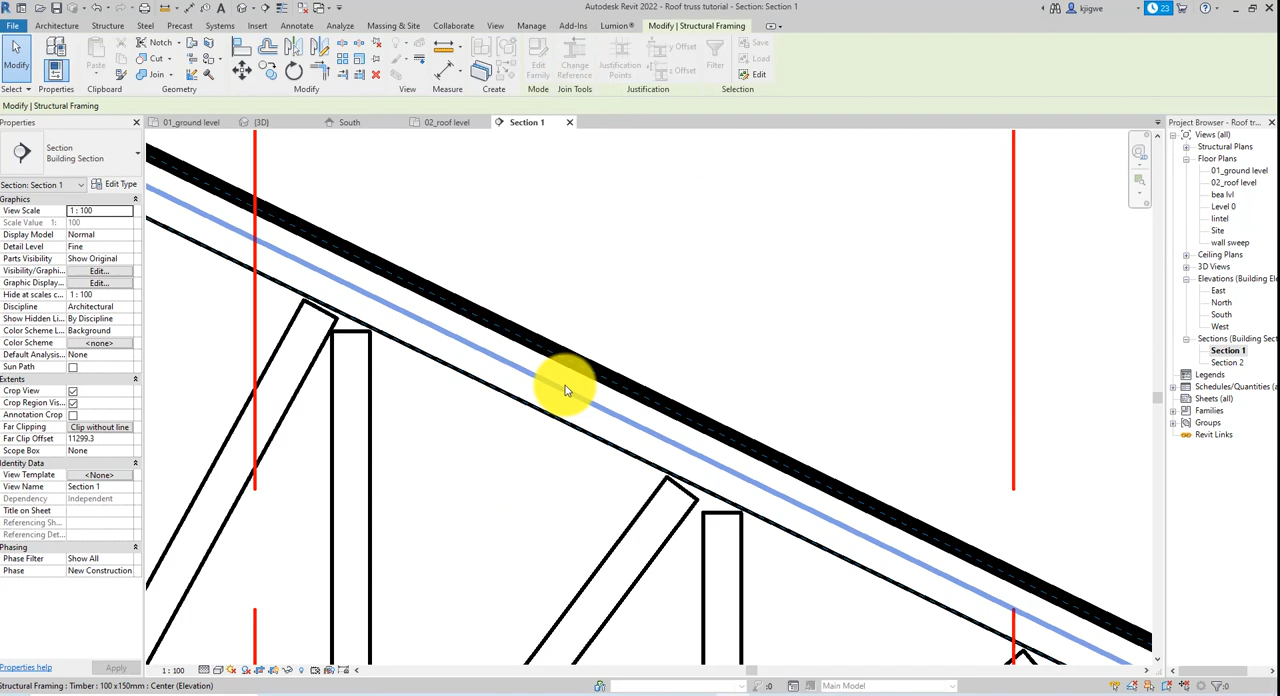 Autodesk Revit 2022 - Roof truss tutorial - Section: Section 1
kjigwe
23
File Architecture Structure Steel Precast Systems Insert Annotate Analyze Massing & Site Collaborate View Manage Add-Ins Lumion® Modify | Structural Framing
Modify
Properties
Paste
Notch
Cut
Join
Edit Family
Change Reference
Justification Points
Y Offset
Z Offset
Filter
Save
Load
Edit
Select Properties Clipboard Geometry Modify View Measure Create Mode Join Tools Justification Selection
Modify | Structural Framing
Properties
01_ground level {3D} South 02_roof level Section 1
Project Browser - Roof tr...
Section
Building Section
Section: Section 1 Edit Type
Graphics
View Scale 1 : 100
Scale Value 1: 100
Display Model Normal
Detail Level Fine
Parts Visibility Show Original
Visibility/Graphi... Edit...
Graphic Display... Edit...
Hide at scales c... 1 : 100
Discipline Architectural
Show Hidden Li... By Discipline
Color Scheme L... Background
Color Scheme <none>
Default Analysis... None
Sun Path
Extents
Crop View
Crop Region Vis...
Annotation Crop
Far Clipping Clip without line
Far Clip Offset 11299.3
Scope Box None
Identity Data
View Template <None>
View Name Section 1
Dependency Independent
Title on Sheet
Referencing Sh...
Referencing Det...
Phasing
Phase Filter Show All
Phase New Construction
Properties help Apply
Views (all)
Structural Plans
Floor Plans
01_ground level
02_roof level
bea lvl
Level 0
lintel
Site
wall sweep
Ceiling Plans
3D Views
Elevations (Building El
East
North
South
West
Sections (Building Sect
Section 1
Section 2
Legends
Schedules/Quantities (a
Sheets (all)
Families
Groups
Revit Links
1 : 100
Structural Framing : Timber : 100 x150mm : Center (Elevation)
:0
Main Model
:0